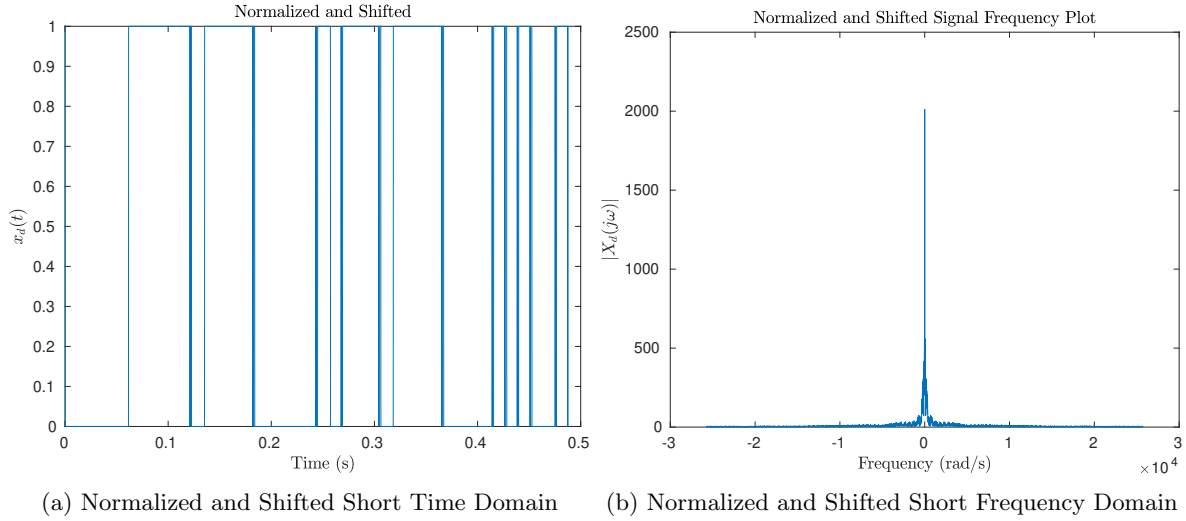 Normalized and Shifted
1
0.9
0.8
0.7
0.6
0.5
0.4
0.3
0.2
0.1
0
x_d(t)
0 0.1 0.2 0.3 0.4 0.5
Time (s)
(a) Normalized and Shifted Short Time Domain
Normalized and Shifted Signal Frequency Plot
2500
2000
1500
1000
500
0
|X_d(jω)|
-3 -2 -1 0 1 2 3
Frequency (rad/s)
×10^4
(b) Normalized and Shifted Short Frequency Domain